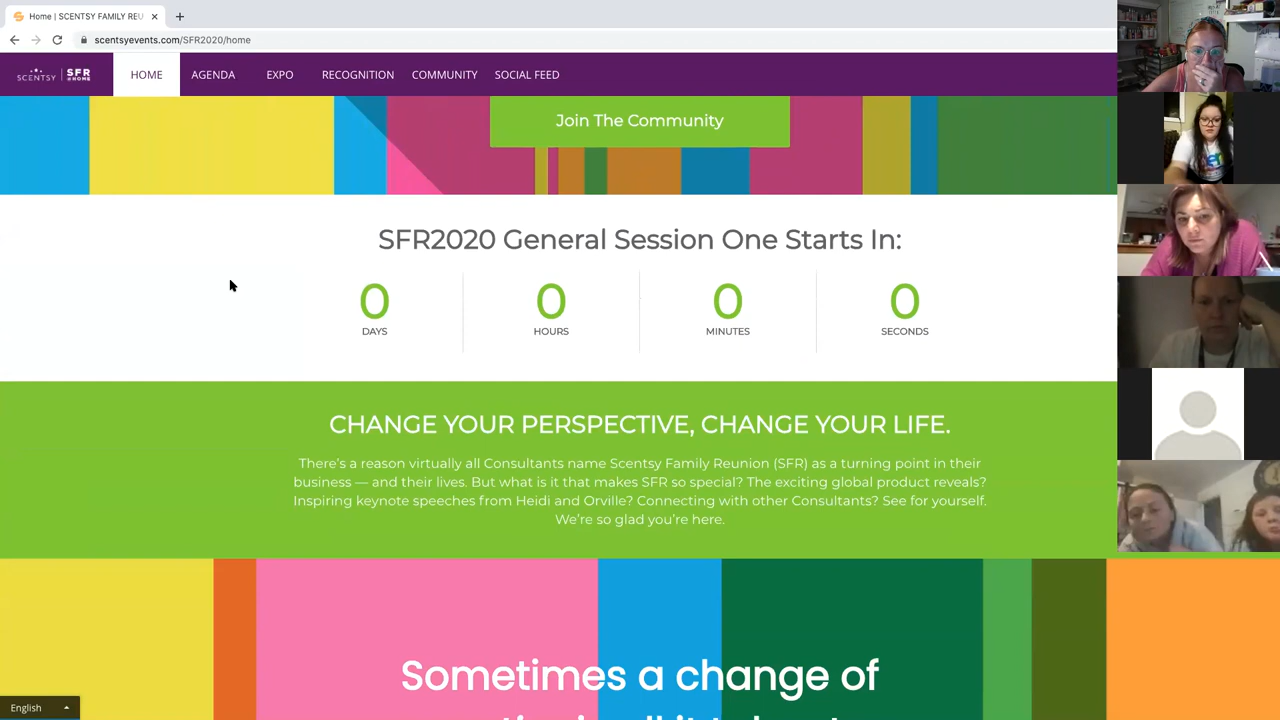 Home | SCENTSY FAMILY REU
scentsyevents.com/SFR2020/home
SCENTSY | SFR @HOME
HOME AGENDA EXPO RECOGNITION COMMUNITY SOCIAL FEED
Join The Community
SFR2020 General Session One Starts In:
0 0 0 0
DAYS HOURS MINUTES SECONDS
CHANGE YOUR PERSPECTIVE, CHANGE YOUR LIFE.
There's a reason virtually all Consultants name Scentsy Family Reunion (SFR) as a turning point in their
business — and their lives. But what is it that makes SFR so special? The exciting global product reveals?
Inspiring keynote speeches from Heidi and Orville? Connecting with other Consultants? See for yourself.
We're so glad you're here.
Sometimes a change of
English